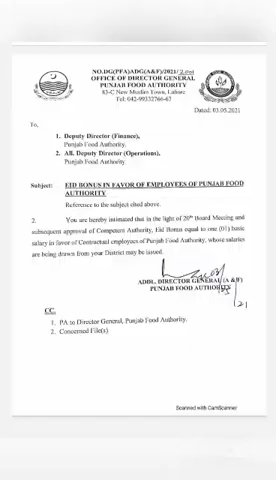 NO.DG(PFA)ADG(A&F)/2021/
OFFICE OF DIRECTOR GENERAL
PUNJAB FOOD AUTHORITY
83-C New Muslim Town, Lahore
Tel: 042-99332766-67
Dated: 03.05.2021
To,
1. Deputy Director (Finance),
Punjab Food Authority.
2. All, Deputy Director (Operations),
Punjab Food Authority
Subject: EID BONUS IN FAVOR OF EMPLOYEES OF PUNJAB FOOD
AUTHORITY
Reference to the subject cited above.
2. You are hereby intimated that in the light of 20th Board Meeting and
subsequent approval of Competent Authority, Eid Bonus equal to one (01) basic
salary in favor of Contractual employees of Punjab Food Authority, whose salaries
are being drawn from your District may be issued.
ADDL, DIRECTOR GENERAL (A &F)
PUNJAB FOOD AUTHORITY
CC.
1. PA to Director General, Punjab Food Authority.
2. Concerned File(s)
Scanned with CamScanner